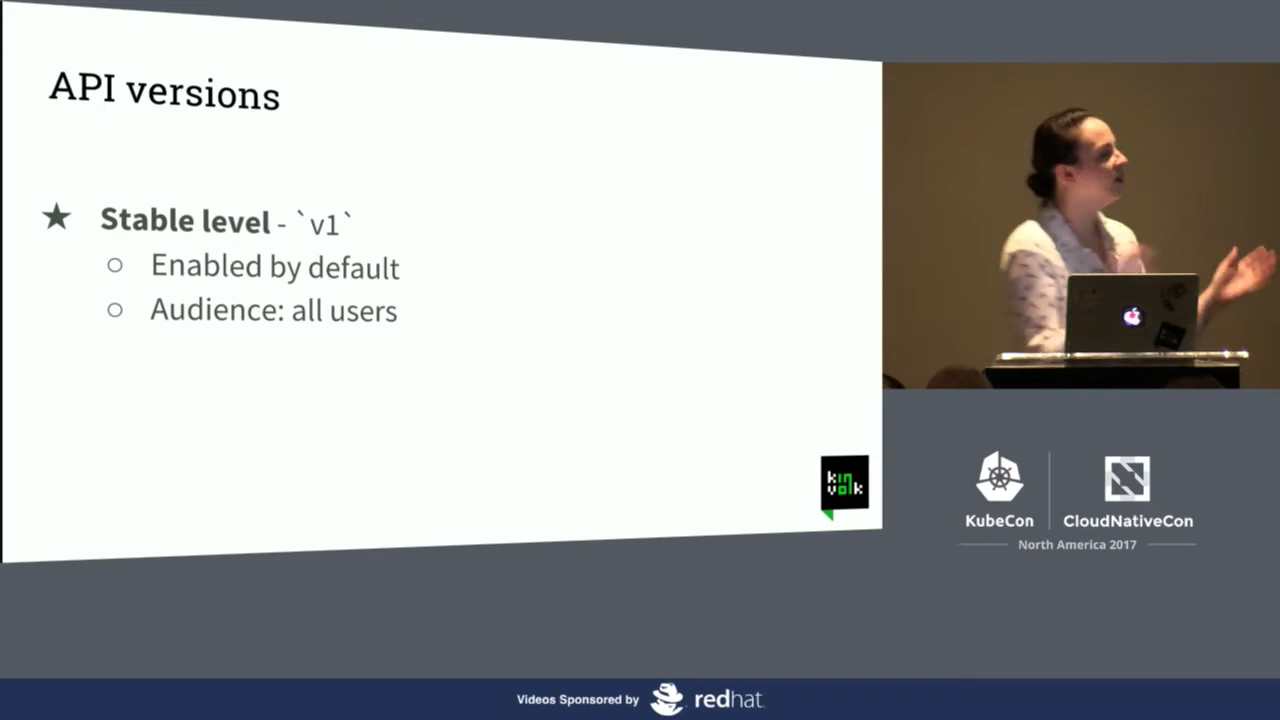 API versions
★ Stable level - `v1`
○ Enabled by default
○ Audience: all users
kin
volk
KubeCon
CloudNativeCon
North America 2017
Videos Sponsored by
redhat